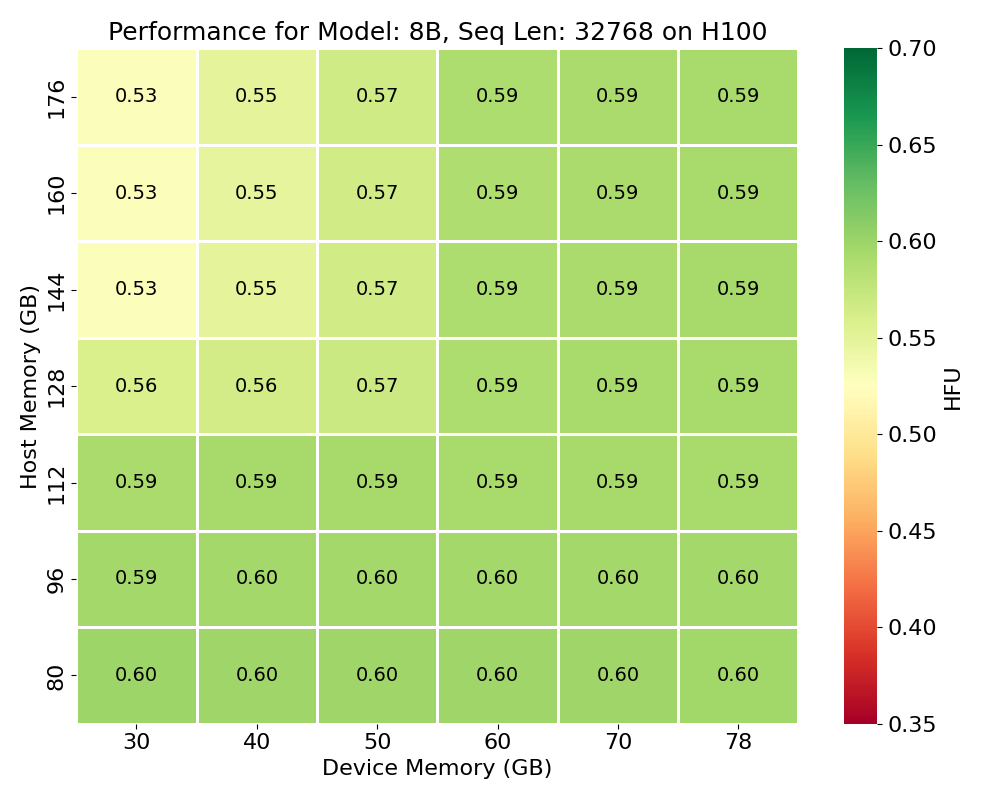 Performance for Model: 8B, Seq Len: 32768 on H100
Host Memory (GB)
176 0.53 0.55 0.57 0.59 0.59 0.59
160 0.53 0.55 0.57 0.59 0.59 0.59
144 0.53 0.55 0.57 0.59 0.59 0.59
128 0.56 0.56 0.57 0.59 0.59 0.59
112 0.59 0.59 0.59 0.59 0.59 0.59
96 0.59 0.60 0.60 0.60 0.60 0.60
80 0.60 0.60 0.60 0.60 0.60 0.60
30 40 50 60 70 78
Device Memory (GB)
0.70
0.65
0.60
0.55
0.50
0.45
0.40
0.35
HFU